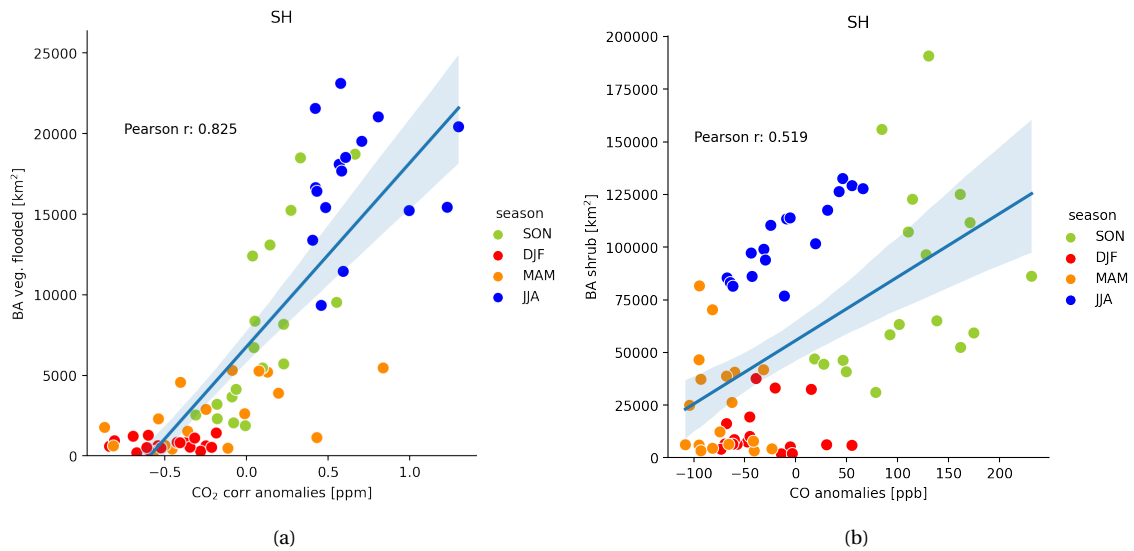 SH
BA veg. flooded [km²]
25000
20000
15000
10000
5000
0
Pearson r: 0.825
−0.5
0.0
0.5
1.0
CO₂ corr anomalies [ppm]
season
SON
DJF
MAM
JJA
(a)
SH
BA shrub [km²]
200000
175000
150000
125000
100000
75000
50000
25000
0
Pearson r: 0.519
−100
−50
0
50
100
150
200
CO anomalies [ppb]
season
SON
DJF
MAM
JJA
(b)